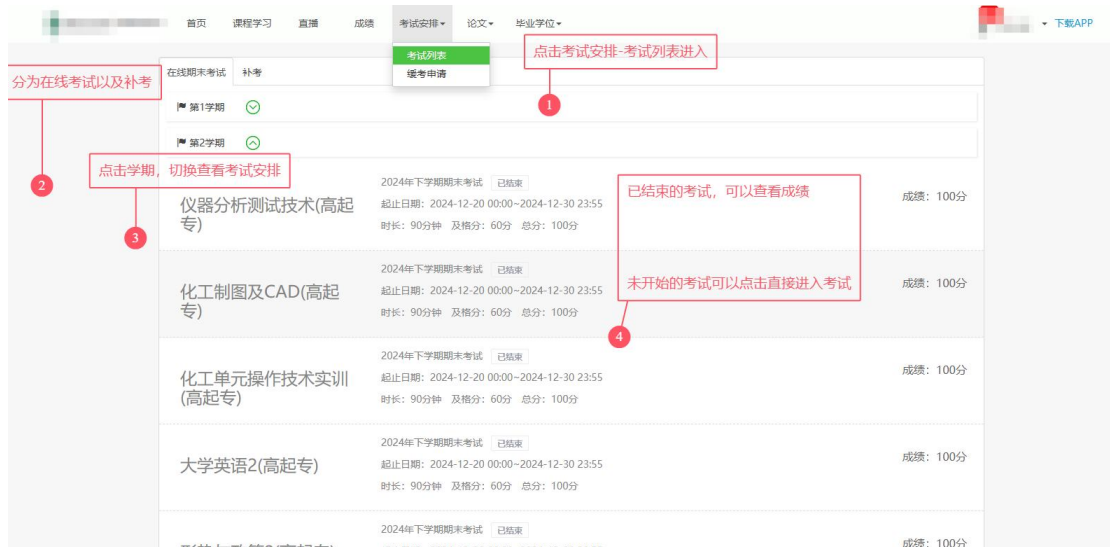 首页 课程学习 直播 成绩 考试安排 论文 毕业学位 下载APP
考试列表
缓考申请
点击考试安排-考试列表进入
1
分为在线考试以及补考
2
在线期末考试 补考
第1学期
第2学期
点击学期，切换查看考试安排
3
仪器分析测试技术(高起
专)
2024年下学期期末考试 已结束
起止日期：2024-12-20 00:00~2024-12-30 23:55
时长：90分钟 及格分：60分 总分：100分
成绩：100分
已结束的考试，可以查看成绩
未开始的考试可以点击直接进入考试
4
化工制图及CAD(高起
专)
2024年下学期期末考试 已结束
起止日期：2024-12-20 00:00~2024-12-30 23:55
时长：90分钟 及格分：60分 总分：100分
成绩：100分
化工单元操作技术实训
(高起专)
2024年下学期期末考试 已结束
起止日期：2024-12-20 00:00~2024-12-30 23:55
时长：90分钟 及格分：60分 总分：100分
成绩：100分
大学英语2(高起专)
2024年下学期期末考试 已结束
起止日期：2024-12-20 00:00~2024-12-30 23:55
时长：90分钟 及格分：60分 总分：100分
成绩：100分
2024年下学期期末考试 已结束
成绩：100分